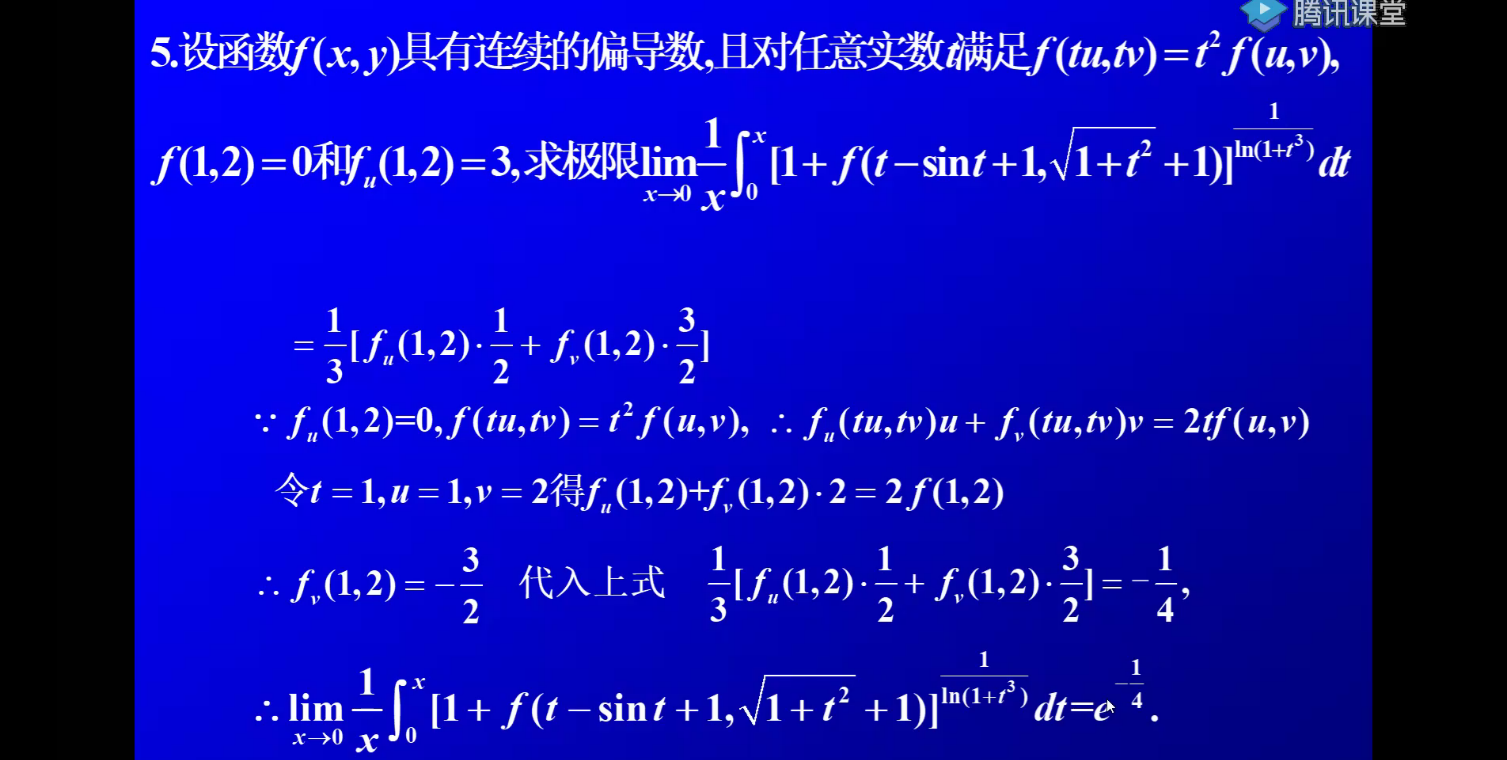 腾讯课堂
5.设函数f(x, y)具有连续的偏导数,且对任意实数t满足f(tu,tv)=t²f(u,v),
f(1,2)=0和f_u(1,2)=3,求极限lim_{x→0} 1/x ∫_0^x [1+f(t−sint+1,√(1+t²)+1)]^{1/ln(1+t³)} dt
= 1/3[f_u(1,2)·1/2+f_v(1,2)·3/2]
∵ f_u(1,2)=0, f(tu,tv)=t²f(u,v), ∴ f_u(tu,tv)u+f_v(tu,tv)v=2tf(u,v)
令t=1,u=1,v=2得f_u(1,2)+f_v(1,2)·2=2f(1,2)
∴ f_v(1,2)=−3/2 代入上式 1/3[f_u(1,2)·1/2+f_v(1,2)·3/2]=−1/4,
∴ lim_{x→0} 1/x ∫_0^x [1+f(t−sint+1,√(1+t²)+1)]^{1/ln(1+t³)} dt=e^{−1/4}.